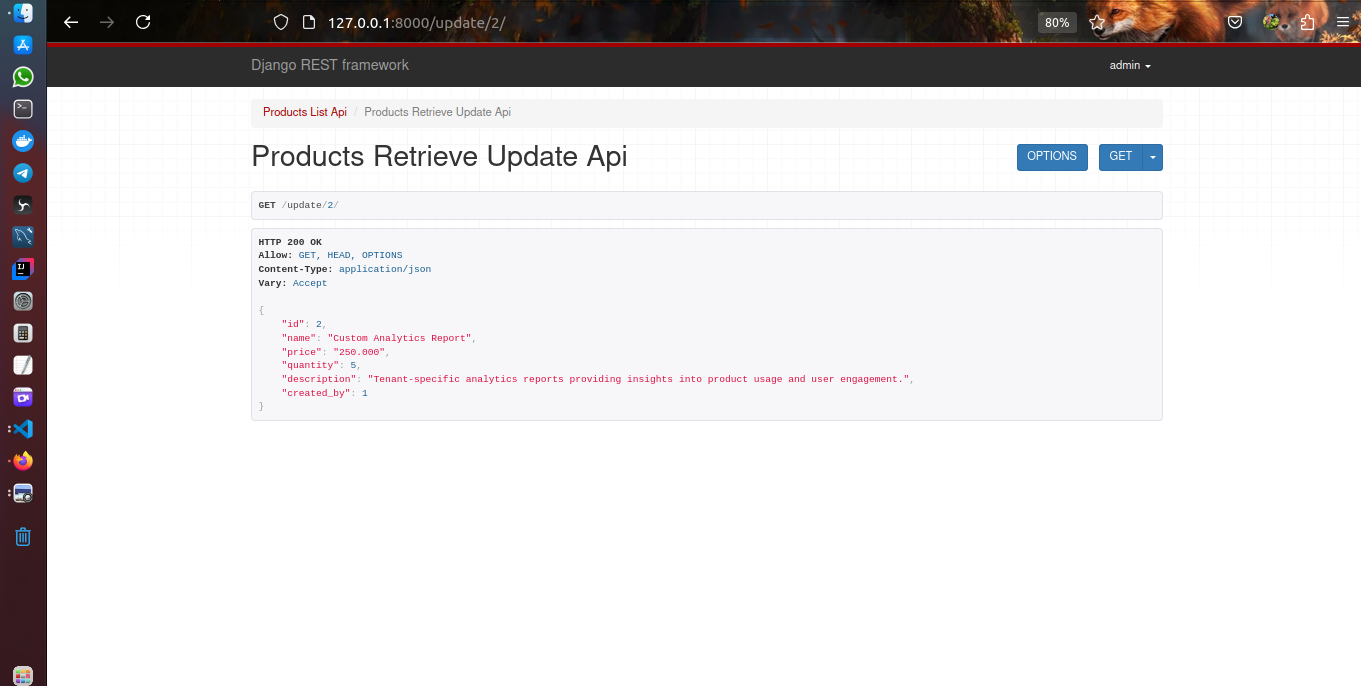 127.0.0.1:8000/update/2/
80%
Django REST framework
admin
Products List Api / Products Retrieve Update Api
Products Retrieve Update Api
OPTIONS
GET
GET /update/2/
HTTP 200 OK
Allow: GET, HEAD, OPTIONS
Content-Type: application/json
Vary: Accept
{
    "id": 2,
    "name": "Custom Analytics Report",
    "price": "250.000",
    "quantity": 5,
    "description": "Tenant-specific analytics reports providing insights into product usage and user engagement.",
    "created_by": 1
}